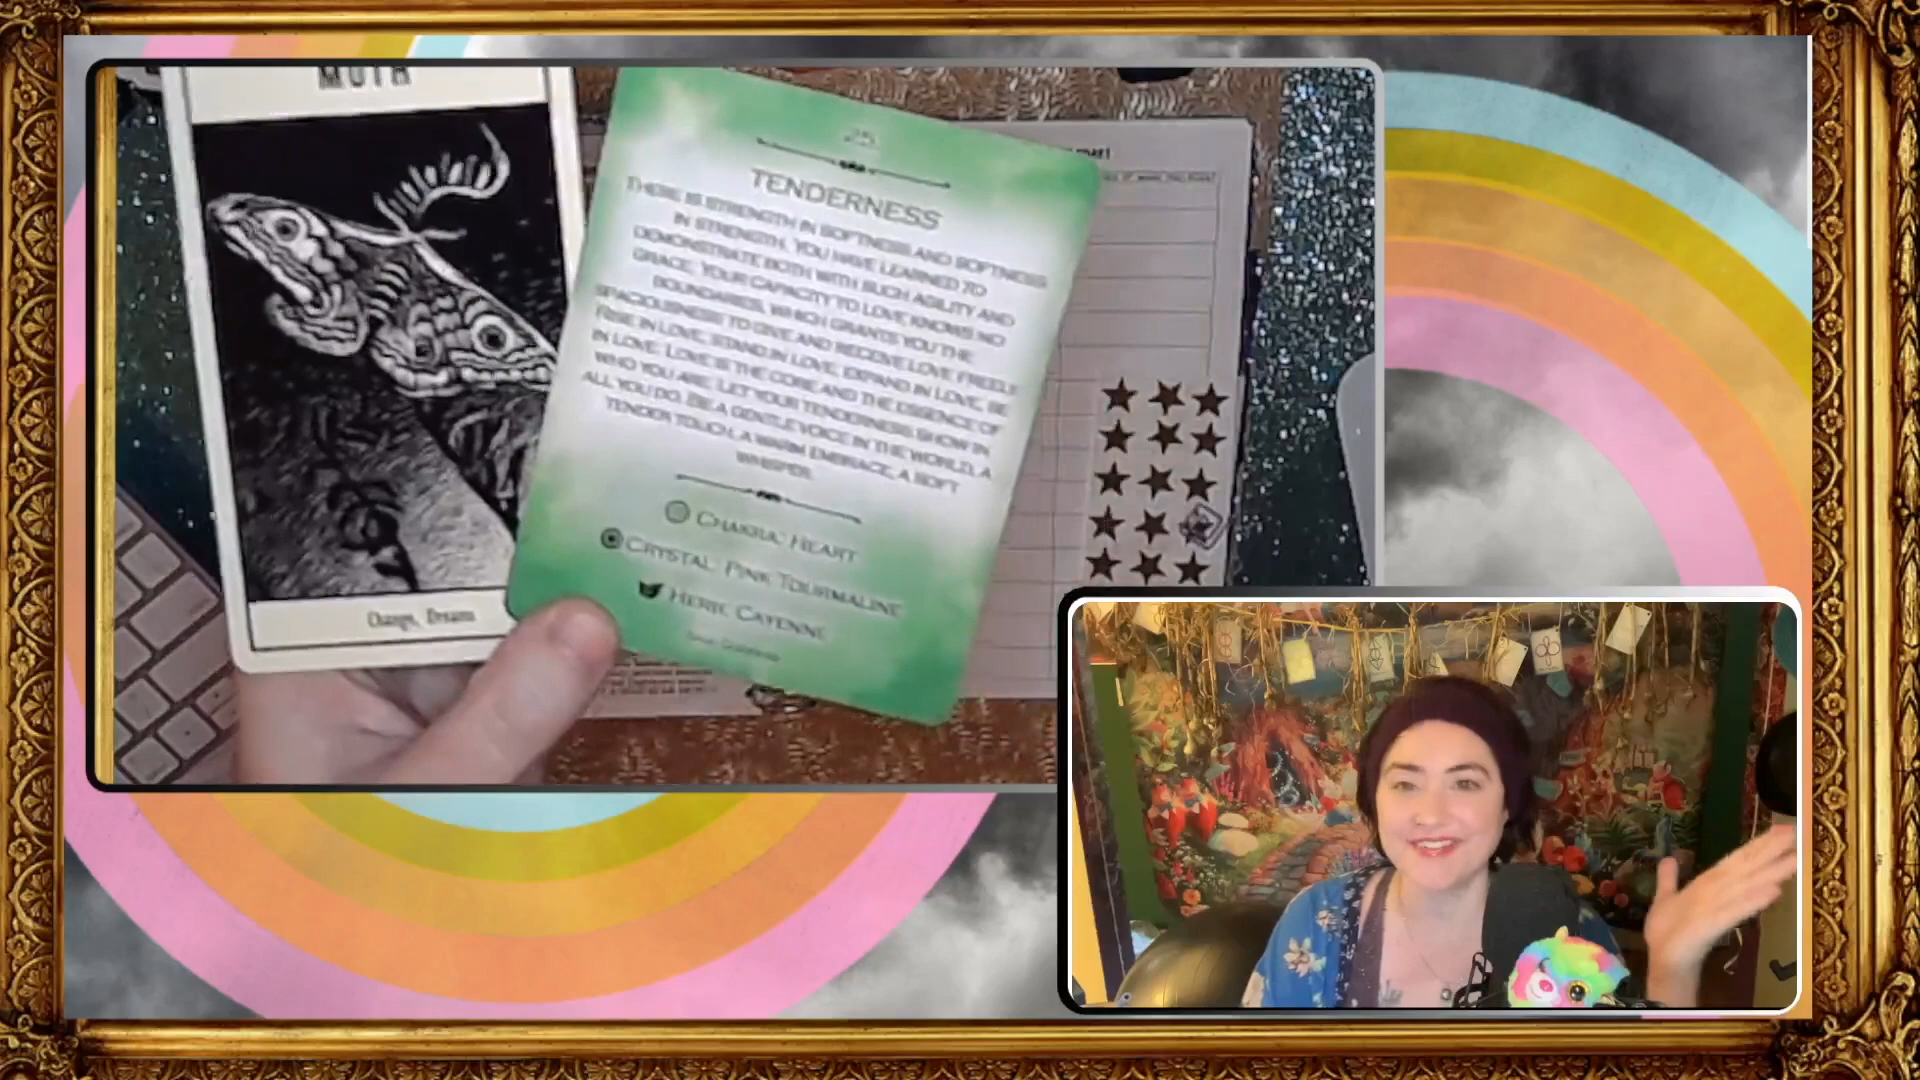 MOTH
Change, Dreams
25.
TENDERNESS
THERE IS STRENGTH IN SOFTNESS AND SOFTNESS
IN STRENGTH. YOU HAVE LEARNED TO
DEMONSTRATE BOTH WITH SUCH AGILITY AND
GRACE. YOUR CAPACITY TO LOVE KNOWS NO
BOUNDARIES, WHICH GRANTS YOU THE
SPACIOUSNESS TO GIVE AND RECEIVE LOVE FREELY.
RISE IN LOVE, STAND IN LOVE, EXPAND IN LOVE, BE
IN LOVE. LOVE IS THE CORE AND THE ESSENCE OF
WHO YOU ARE. LET YOUR TENDERNESS SHOW IN
ALL YOU DO. BE A GENTLE VOICE IN THE WORLD, A
TENDER TOUCH, A WARM EMBRACE, A SOFT
WHISPER.
CHAKRA: HEART
CRYSTAL: PINK TOURMALINE
HERB: CAYENNE